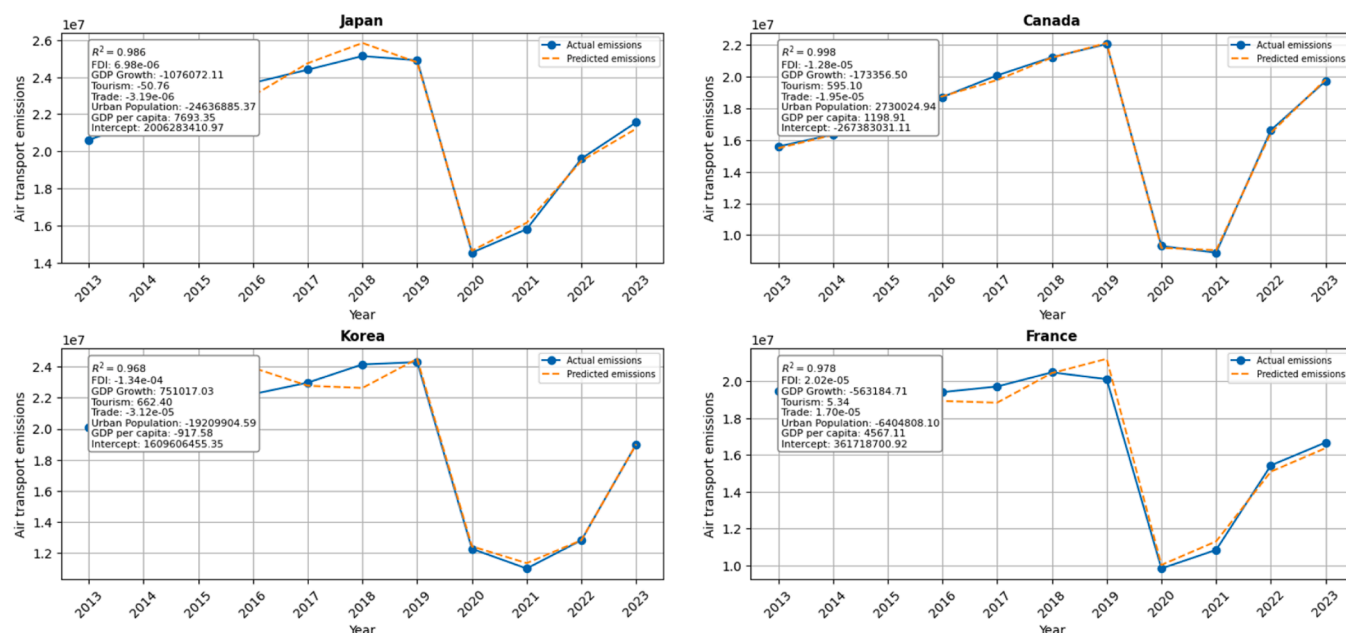 Japan
1e7
Air transport emissions
2.6
2.4
2.2
2.0
1.8
1.6
1.4
R² = 0.986
FDI: 6.98e-06
GDP Growth: -1076072.11
Tourism: -50.76
Trade: -3.19e-06
Urban Population: -24636885.37
GDP per capita: 7693.35
Intercept: 2006283410.97
Actual emissions
Predicted emissions
2013
2014
2015
2016
2017
2018
2019
2020
2021
2022
2023
Year
Canada
1e7
Air transport emissions
2.2
2.0
1.8
1.6
1.4
1.2
1.0
R² = 0.998
FDI: -1.28e-05
GDP Growth: -173356.50
Tourism: 595.10
Trade: -1.95e-05
Urban Population: 2730024.94
GDP per capita: 1198.91
Intercept: -267383031.11
Actual emissions
Predicted emissions
2013
2014
2015
2016
2017
2018
2019
2020
2021
2022
2023
Year
Korea
1e7
Air transport emissions
2.4
2.2
2.0
1.8
1.6
1.4
1.2
R² = 0.968
FDI: -1.34e-04
GDP Growth: 751017.03
Tourism: 662.40
Trade: -3.12e-05
Urban Population: -19209904.59
GDP per capita: -917.58
Intercept: 1609606455.35
Actual emissions
Predicted emissions
2013
2014
2015
2016
2017
2018
2019
2020
2021
2022
2023
Year
France
1e7
Air transport emissions
2.0
1.8
1.6
1.4
1.2
1.0
R² = 0.978
FDI: 2.02e-05
GDP Growth: -563184.71
Tourism: 5.34
Trade: 1.70e-05
Urban Population: -6404808.10
GDP per capita: 4567.11
Intercept: 361718700.92
Actual emissions
Predicted emissions
2013
2014
2015
2016
2017
2018
2019
2020
2021
2022
2023
Year